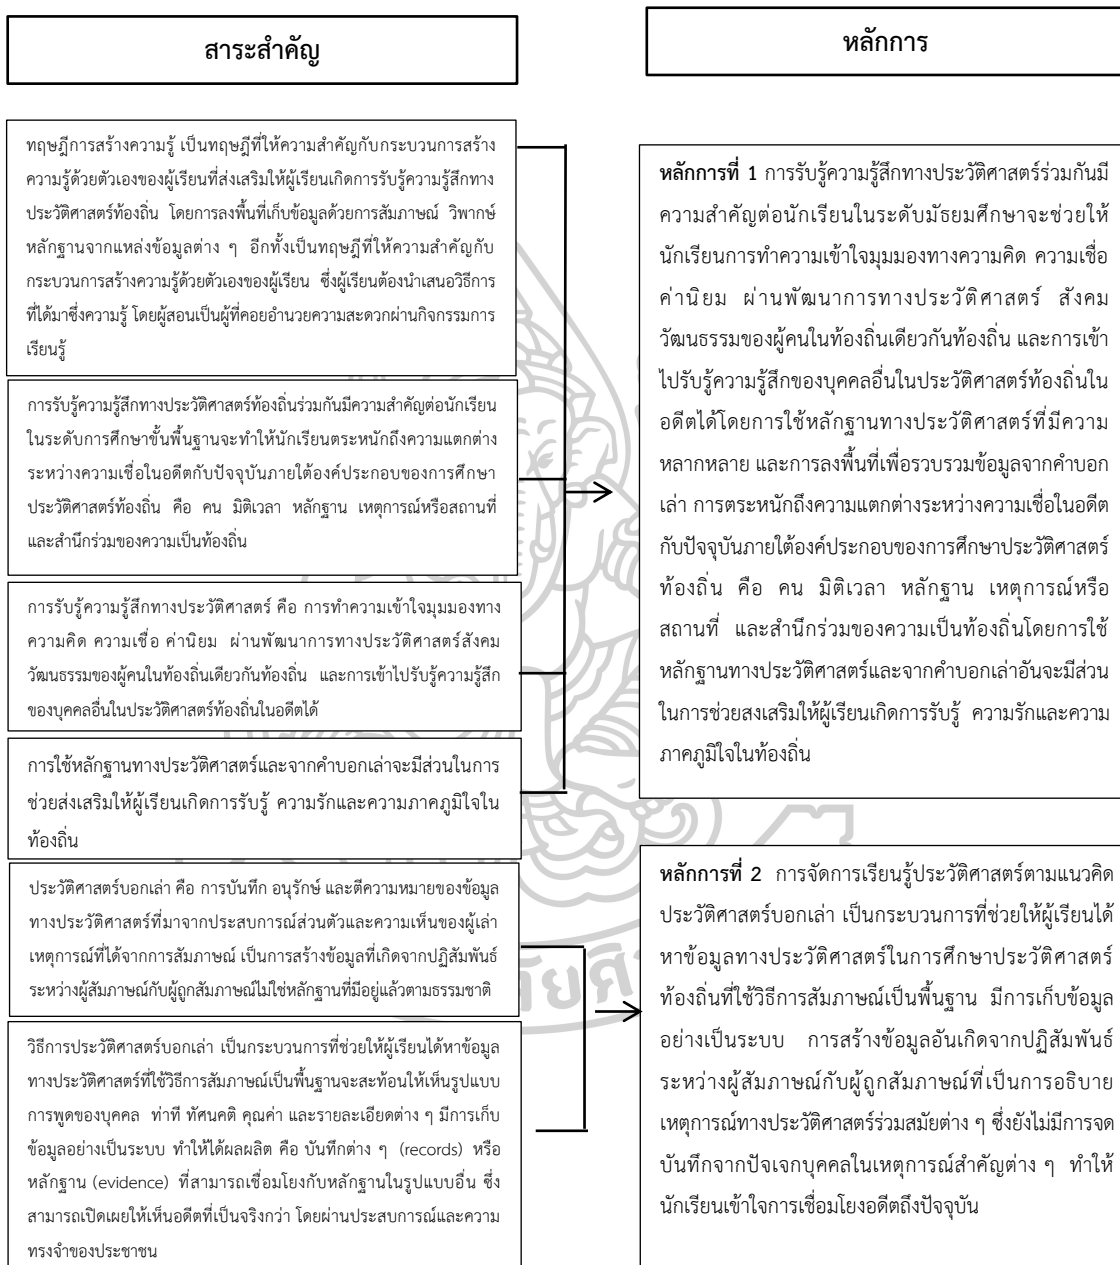 สาระสำคัญ
ทฤษฎีการสร้างความรู้ เป็นทฤษฎีที่ให้ความสำคัญกับกระบวนการสร้าง
ความรู้ด้วยตัวเองของผู้เรียนที่ส่งเสริมให้ผู้เรียนเกิดการรับรู้ความรู้สึกทาง
ประวัติศาสตร์ท้องถิ่น โดยการลงพื้นที่เก็บข้อมูลด้วยการสัมภาษณ์ วิพากษ์
หลักฐานจากแหล่งข้อมูลต่าง ๆ อีกทั้งเป็นทฤษฎีที่ให้ความสำคัญกับ
กระบวนการสร้างความรู้ด้วยตัวเองของผู้เรียน ซึ่งผู้เรียนต้องนำเสนอวิธีการ
ที่ได้มาซึ่งความรู้ โดยผู้สอนเป็นผู้ที่คอยอำนวยความสะดวกผ่านกิจกรรมการ
เรียนรู้
การรับรู้ความรู้สึกทางประวัติศาสตร์ท้องถิ่นร่วมกันมีความสำคัญต่อนักเรียน
ในระดับการศึกษาขั้นพื้นฐานจะทำให้นักเรียนตระหนักถึงความแตกต่าง
ระหว่างความเชื่อในอดีตกับปัจจุบันภายใต้องค์ประกอบของการศึกษา
ประวัติศาสตร์ท้องถิ่น คือ คน มิติเวลา หลักฐาน เหตุการณ์หรือสถานที่
และสำนึกร่วมของความเป็นท้องถิ่น
การรับรู้ความรู้สึกทางประวัติศาสตร์ คือ การทำความเข้าใจมุมมองทาง
ความคิด ความเชื่อ ค่านิยม ผ่านพัฒนาการทางประวัติศาสตร์สังคม
วัฒนธรรมของผู้คนในท้องถิ่นเดียวกันท้องถิ่น และการเข้าไปรับรู้ความรู้สึก
ของบุคคลอื่นในประวัติศาสตร์ท้องถิ่นในอดีตได้
การใช้หลักฐานทางประวัติศาสตร์และจากคำบอกเล่าจะมีส่วนในการ
ช่วยส่งเสริมให้ผู้เรียนเกิดการรับรู้ ความรักและความภาคภูมิใจใน
ท้องถิ่น
ประวัติศาสตร์บอกเล่า คือ การบันทึก อนุรักษ์ และตีความหมายของข้อมูล
ทางประวัติศาสตร์ที่มาจากประสบการณ์ส่วนตัวและความเห็นของผู้เล่า
เหตุการณ์ที่ได้จากการสัมภาษณ์ เป็นการสร้างข้อมูลที่เกิดจากปฏิสัมพันธ์
ระหว่างผู้สัมภาษณ์กับผู้ถูกสัมภาษณ์ไม่ใช่หลักฐานที่มีอยู่แล้วตามธรรมชาติ
วิธีการประวัติศาสตร์บอกเล่า เป็นกระบวนการที่ช่วยให้ผู้เรียนได้หาข้อมูล
ทางประวัติศาสตร์ที่ใช้วิธีการสัมภาษณ์เป็นพื้นฐานจะสะท้อนให้เห็นรูปแบบ
การพูดของบุคคล ท่าที ทัศนคติ คุณค่า และรายละเอียดต่าง ๆ มีการเก็บ
ข้อมูลอย่างเป็นระบบ ทำให้ได้ผลผลิต คือ บันทึกต่าง ๆ (records) หรือ
หลักฐาน (evidence) ที่สามารถเชื่อมโยงกับหลักฐานในรูปแบบอื่น ซึ่ง
สามารถเปิดเผยให้เห็นอดีตที่เป็นจริงกว่า โดยผ่านประสบการณ์และความ
ทรงจำของประชาชน
หลักการ
หลักการที่ 1 การรับรู้ความรู้สึกทางประวัติศาสตร์ร่วมกันมี
ความสำคัญต่อนักเรียนในระดับมัธยมศึกษาจะช่วยให้
นักเรียนการทำความเข้าใจมุมมองทางความคิด ความเชื่อ
ค่านิยม ผ่านพัฒนาการทางประวัติศาสตร์ สังคม
วัฒนธรรมของผู้คนในท้องถิ่นเดียวกันท้องถิ่น และการเข้า
ไปรับรู้ความรู้สึกของบุคคลอื่นในประวัติศาสตร์ท้องถิ่นใน
อดีตได้โดยการใช้หลักฐานทางประวัติศาสตร์ที่มีความ
หลากหลาย และการลงพื้นที่เพื่อรวบรวมข้อมูลจากคำบอก
เล่า การตระหนักถึงความแตกต่างระหว่างความเชื่อในอดีต
กับปัจจุบันภายใต้องค์ประกอบของการศึกษาประวัติศาสตร์
ท้องถิ่น คือ คน มิติเวลา หลักฐาน เหตุการณ์หรือ
สถานที่ และสำนึกร่วมของความเป็นท้องถิ่นโดยการใช้
หลักฐานทางประวัติศาสตร์และจากคำบอกเล่าอันจะมีส่วน
ในการช่วยสงเสริมให้ผู้เรียนเกิดการรับรู้ ความรักและความ
ภาคภูมิใจในท้องถิ่น
หลักการที่ 2 การจัดการเรียนรู้ประวัติศาสตร์ตามแนวคิด
ประวัติศาสตร์บอกเล่า เป็นกระบวนการที่ช่วยให้ผู้เรียนได้
หาข้อมูลทางประวัติศาสตร์ในการศึกษาประวัติศาสตร์
ท้องถิ่นที่ใช้วิธีการสัมภาษณ์เป็นพื้นฐาน มีการเก็บข้อมูล
อย่างเป็นระบบ การสร้างข้อมูลอันเกิดจากปฏิสัมพันธ์
ระหว่างผู้สัมภาษณ์กับผู้ถูกสัมภาษณ์ที่เป็นการอธิบาย
เหตุการณ์ทางประวัติศาสตร์ร่วมสมัยต่าง ๆ ซึ่งยังไม่มีการจด
บันทึกจากปัจเจกบุคคลในเหตุการณ์สำคัญต่าง ๆ ทำให้
นักเรียนเข้าใจการเชื่อมโยงอดีตถึงปัจจุบัน